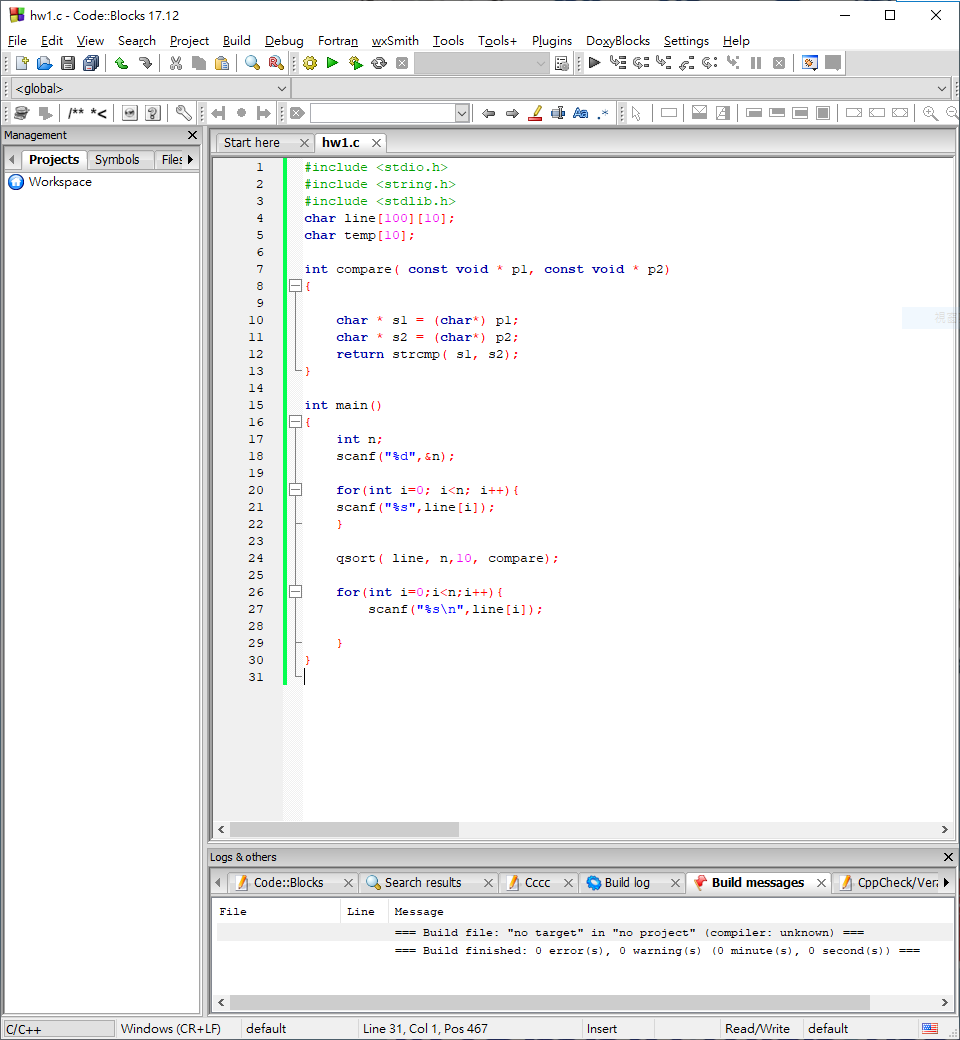 hw1.c - Code::Blocks 17.12
File Edit View Search Project Build Debug Fortran wxSmith Tools Tools+ Plugins DoxyBlocks Settings Help
<global>
/** *<
Management
Projects Symbols Files
Workspace
Start here hw1.c
1 #include <stdio.h>
2 #include <string.h>
3 #include <stdlib.h>
4 char line[100][10];
5 char temp[10];
6
7 int compare( const void * p1, const void * p2)
8 {
9
10 char * s1 = (char*) p1;
11 char * s2 = (char*) p2;
12 return strcmp( s1, s2);
13 }
14
15 int main()
16 {
17 int n;
18 scanf("%d",&n);
19
20 for(int i=0; i<n; i++){
21 scanf("%s",line[i]);
22 }
23
24 qsort( line, n,10, compare);
25
26 for(int i=0;i<n;i++){
27 scanf("%s\n",line[i]);
28
29 }
30 }
31
Logs & others
Code::Blocks Search results Cccc Build log Build messages CppCheck/Vera
File Line Message
=== Build file: "no target" in "no project" (compiler: unknown) ===
=== Build finished: 0 error(s), 0 warning(s) (0 minute(s), 0 second(s)) ===
C/C++ Windows (CR+LF) default Line 31, Col 1, Pos 467 Insert Read/Write default